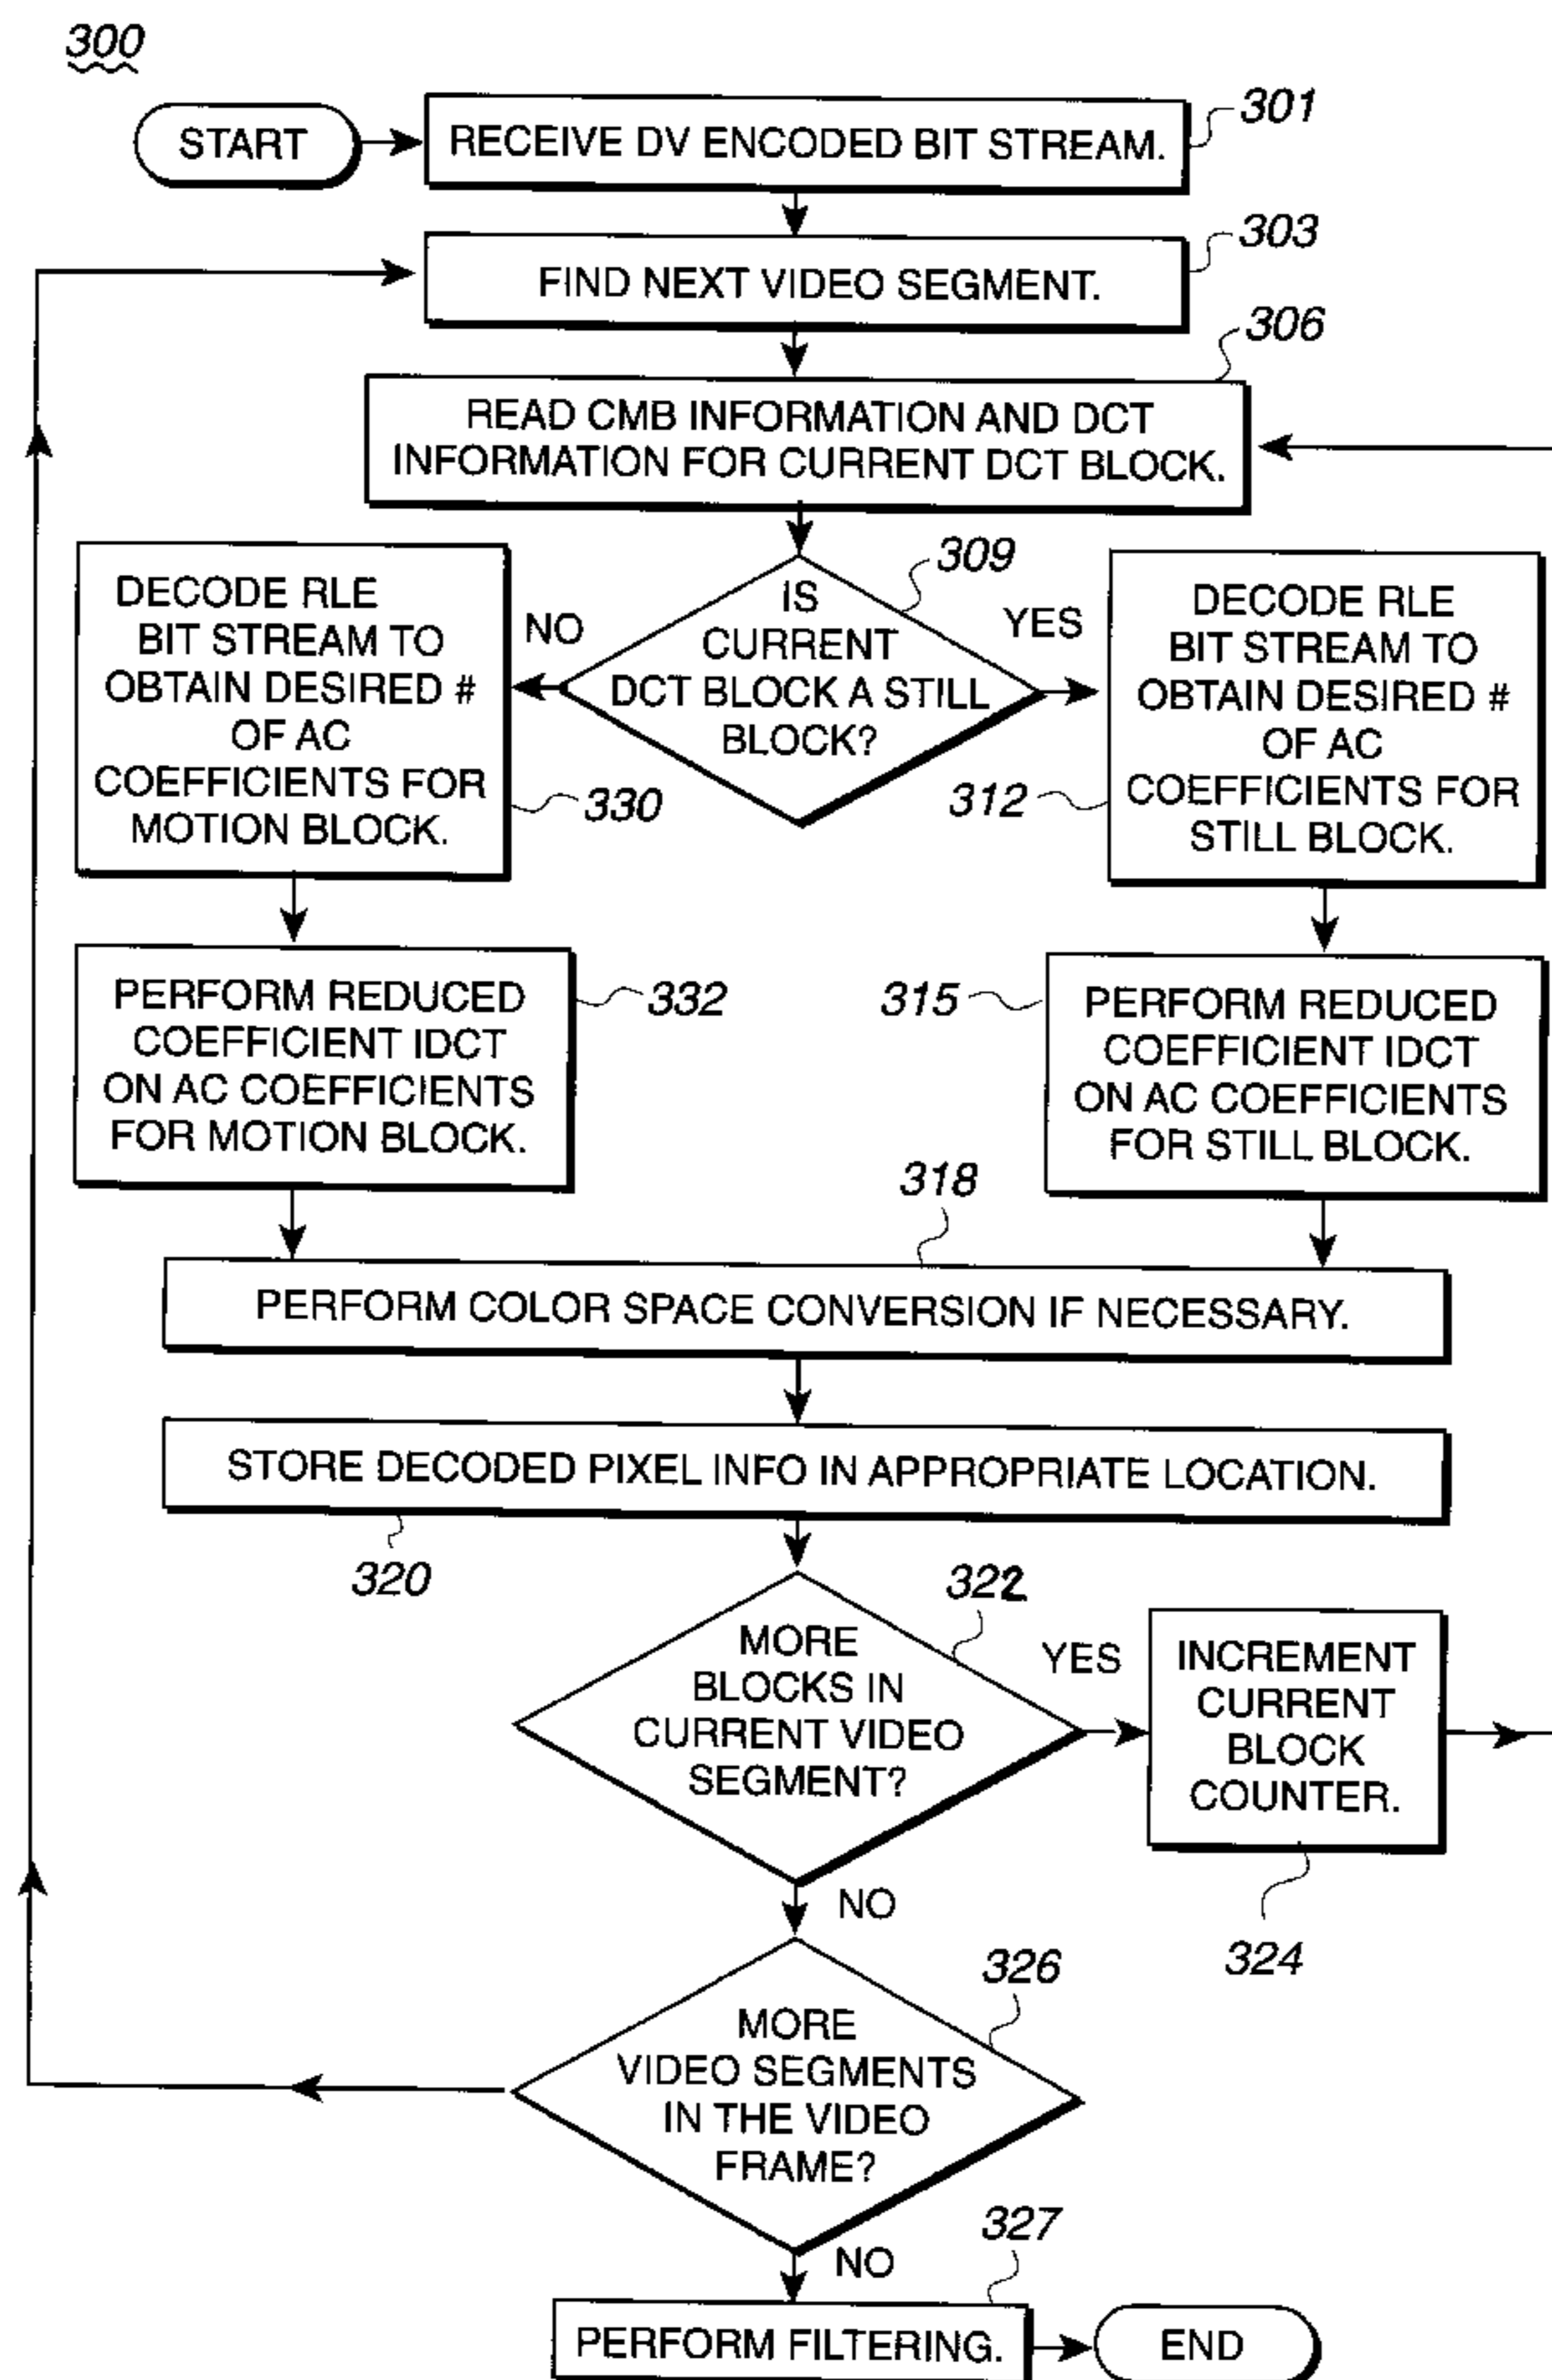 300
START
RECEIVE DV ENCODED BIT STREAM.
301
FIND NEXT VIDEO SEGMENT.
303
306
READ CMB INFORMATION AND DCT
INFORMATION FOR CURRENT DCT BLOCK.
309
IS
CURRENT
DCT BLOCK A STILL
BLOCK?
NO
YES
DECODE RLE
BIT STREAM TO
OBTAIN DESIRED #
OF AC
COEFFICIENTS FOR
MOTION BLOCK.
330
312
DECODE RLE
BIT STREAM TO
OBTAIN DESIRED #
OF AC
COEFFICIENTS FOR
STILL BLOCK.
PERFORM REDUCED
COEFFICIENT IDCT
ON AC COEFFICIENTS
FOR MOTION BLOCK.
332
315
PERFORM REDUCED
COEFFICIENT IDCT
ON AC COEFFICIENTS
FOR STILL BLOCK.
318
PERFORM COLOR SPACE CONVERSION IF NECESSARY.
STORE DECODED PIXEL INFO IN APPROPRIATE LOCATION.
320
322
MORE
BLOCKS IN
CURRENT VIDEO
SEGMENT?
YES
INCREMENT
CURRENT
BLOCK
COUNTER.
324
NO
326
MORE
VIDEO SEGMENTS
IN THE VIDEO
FRAME?
NO
327
PERFORM FILTERING.
END